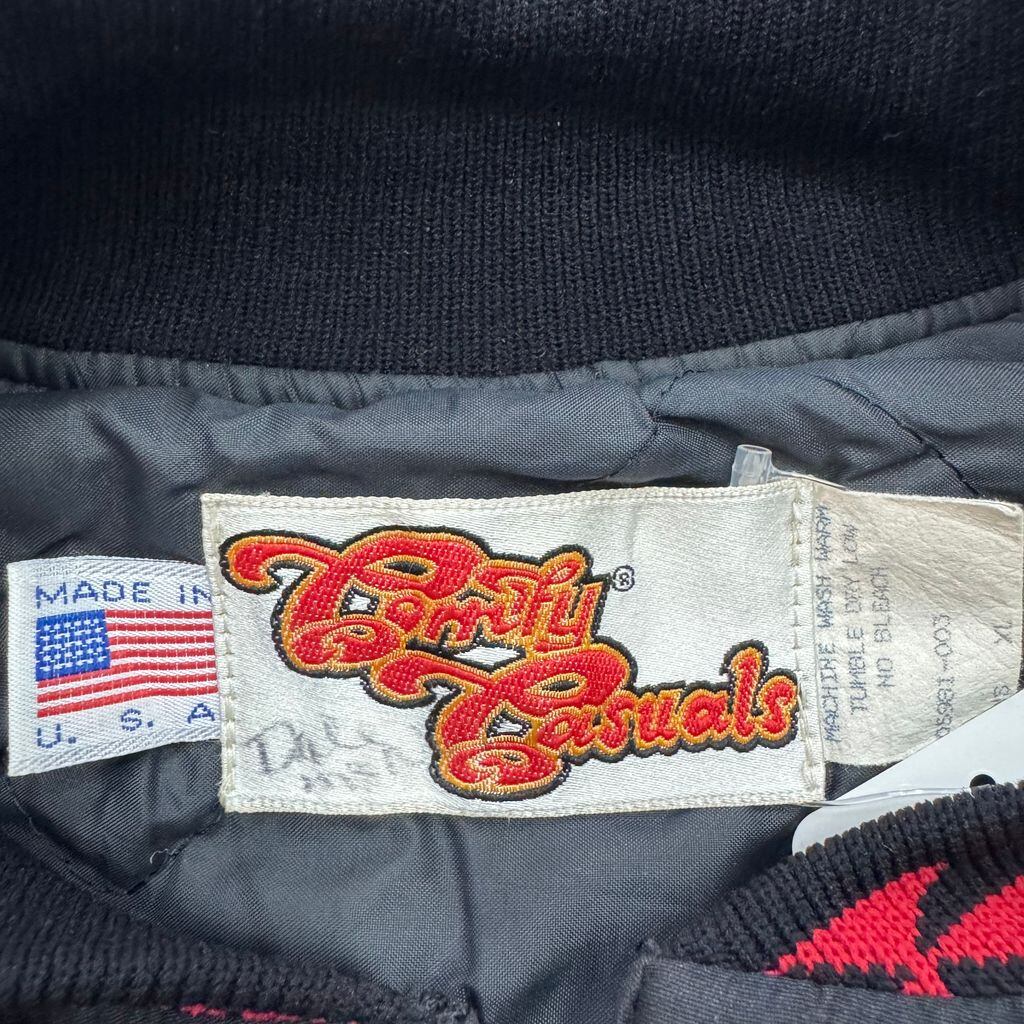 MADE IN
U. S. A
Comfy
Casuals
®
MACHINE WASH WARM
TUMBLE DRY LOW
NO BLEACH
XL